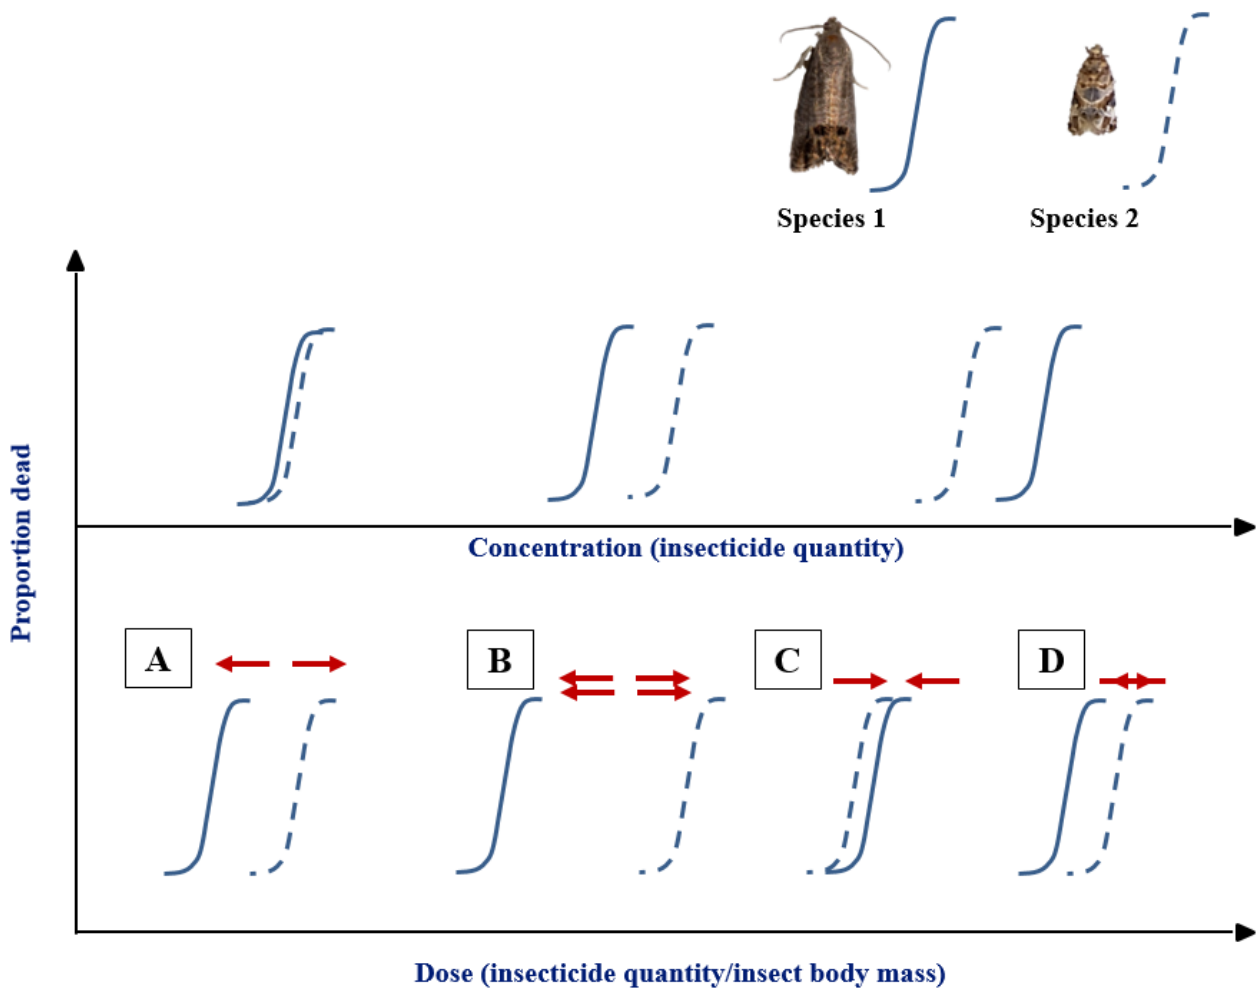 Species 1
Species 2
Proportion dead
Concentration (insecticide quantity)
A
B
C
D
Dose (insecticide quantity/insect body mass)